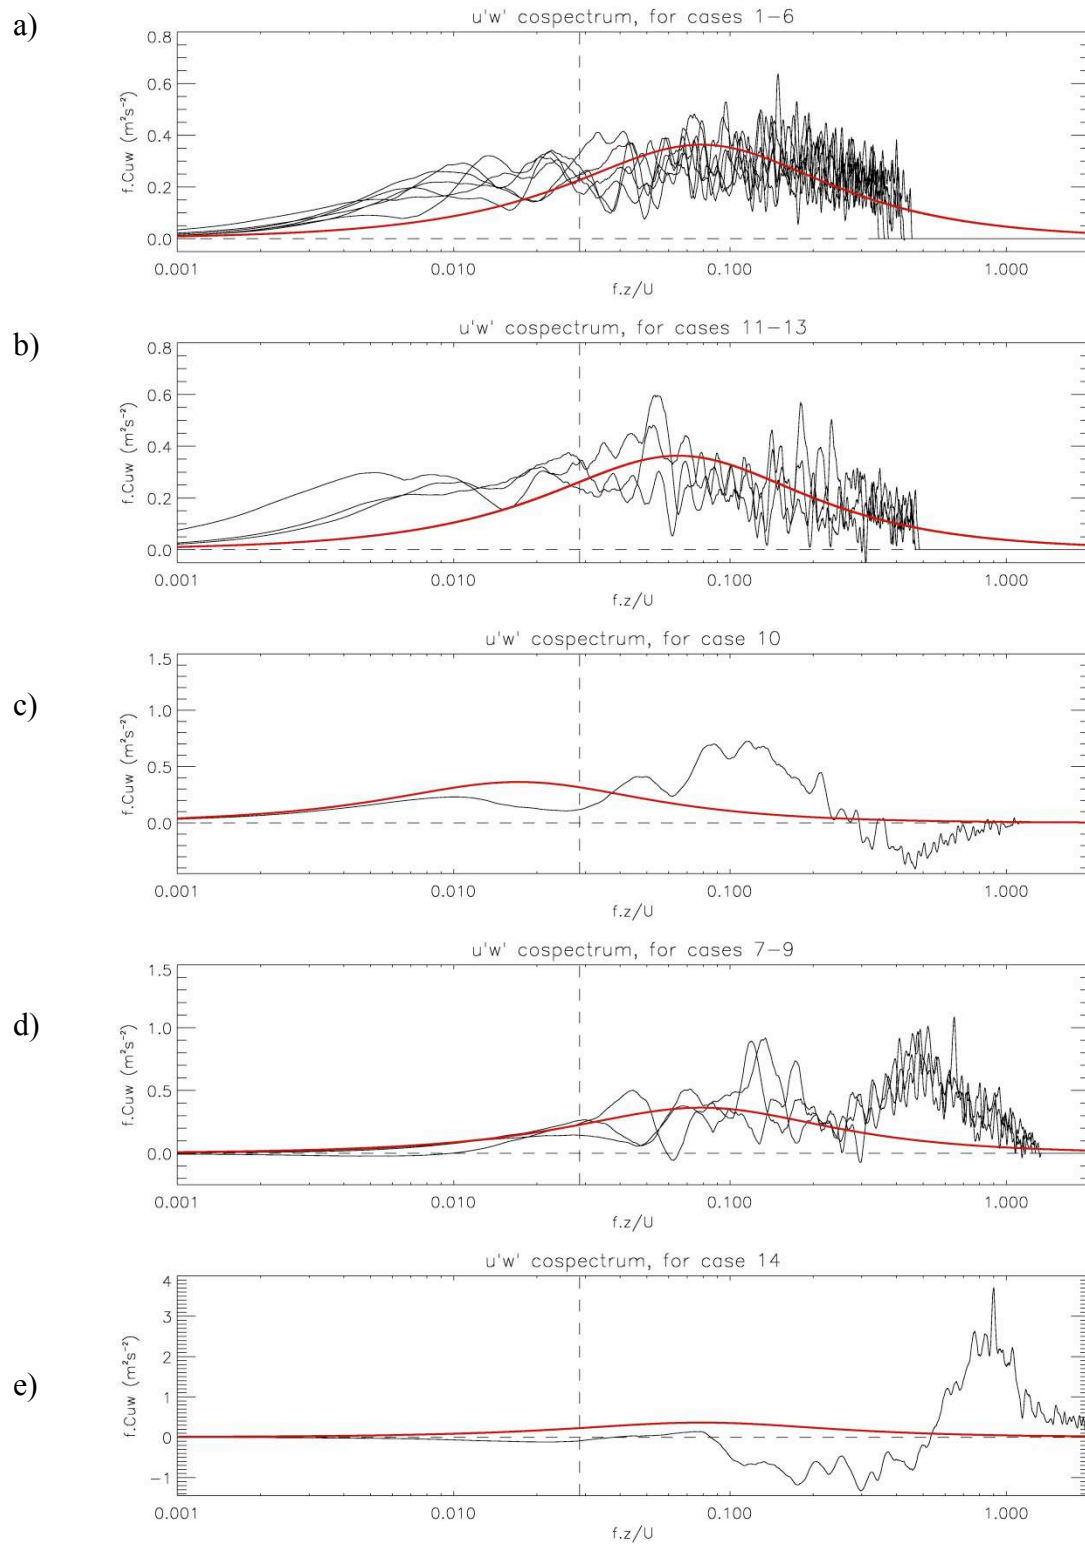 a)
u'w' cospectrum, for cases 1–6
0.8
0.6
0.4
0.2
0.0
f.Cuw (m²s⁻²)
0.001 0.010 0.100 1.000
f.z/U
b)
u'w' cospectrum, for cases 11–13
0.8
0.6
0.4
0.2
0.0
f.Cuw (m²s⁻²)
0.001 0.010 0.100 1.000
f.z/U
c)
u'w' cospectrum, for case 10
1.5
1.0
0.5
0.0
f.Cuw (m²s⁻²)
0.001 0.010 0.100 1.000
f.z/U
d)
u'w' cospectrum, for cases 7–9
1.5
1.0
0.5
0.0
f.Cuw (m²s⁻²)
0.001 0.010 0.100 1.000
f.z/U
e)
u'w' cospectrum, for case 14
4
3
2
1
0
−1
f.Cuw (m²s⁻²)
0.001 0.010 0.100 1.000
f.z/U